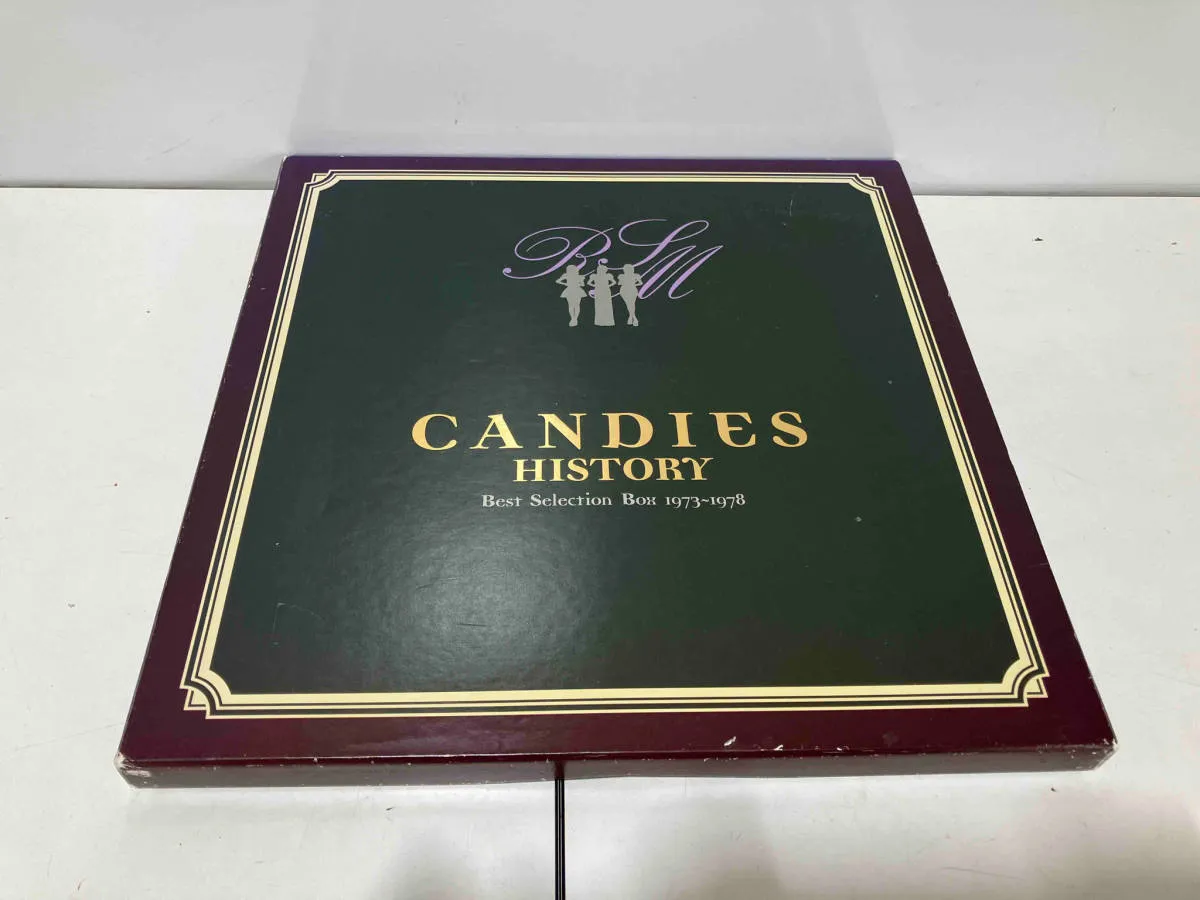 RSM
CANDIES
HISTORY
Best Selection Box 1973~1978